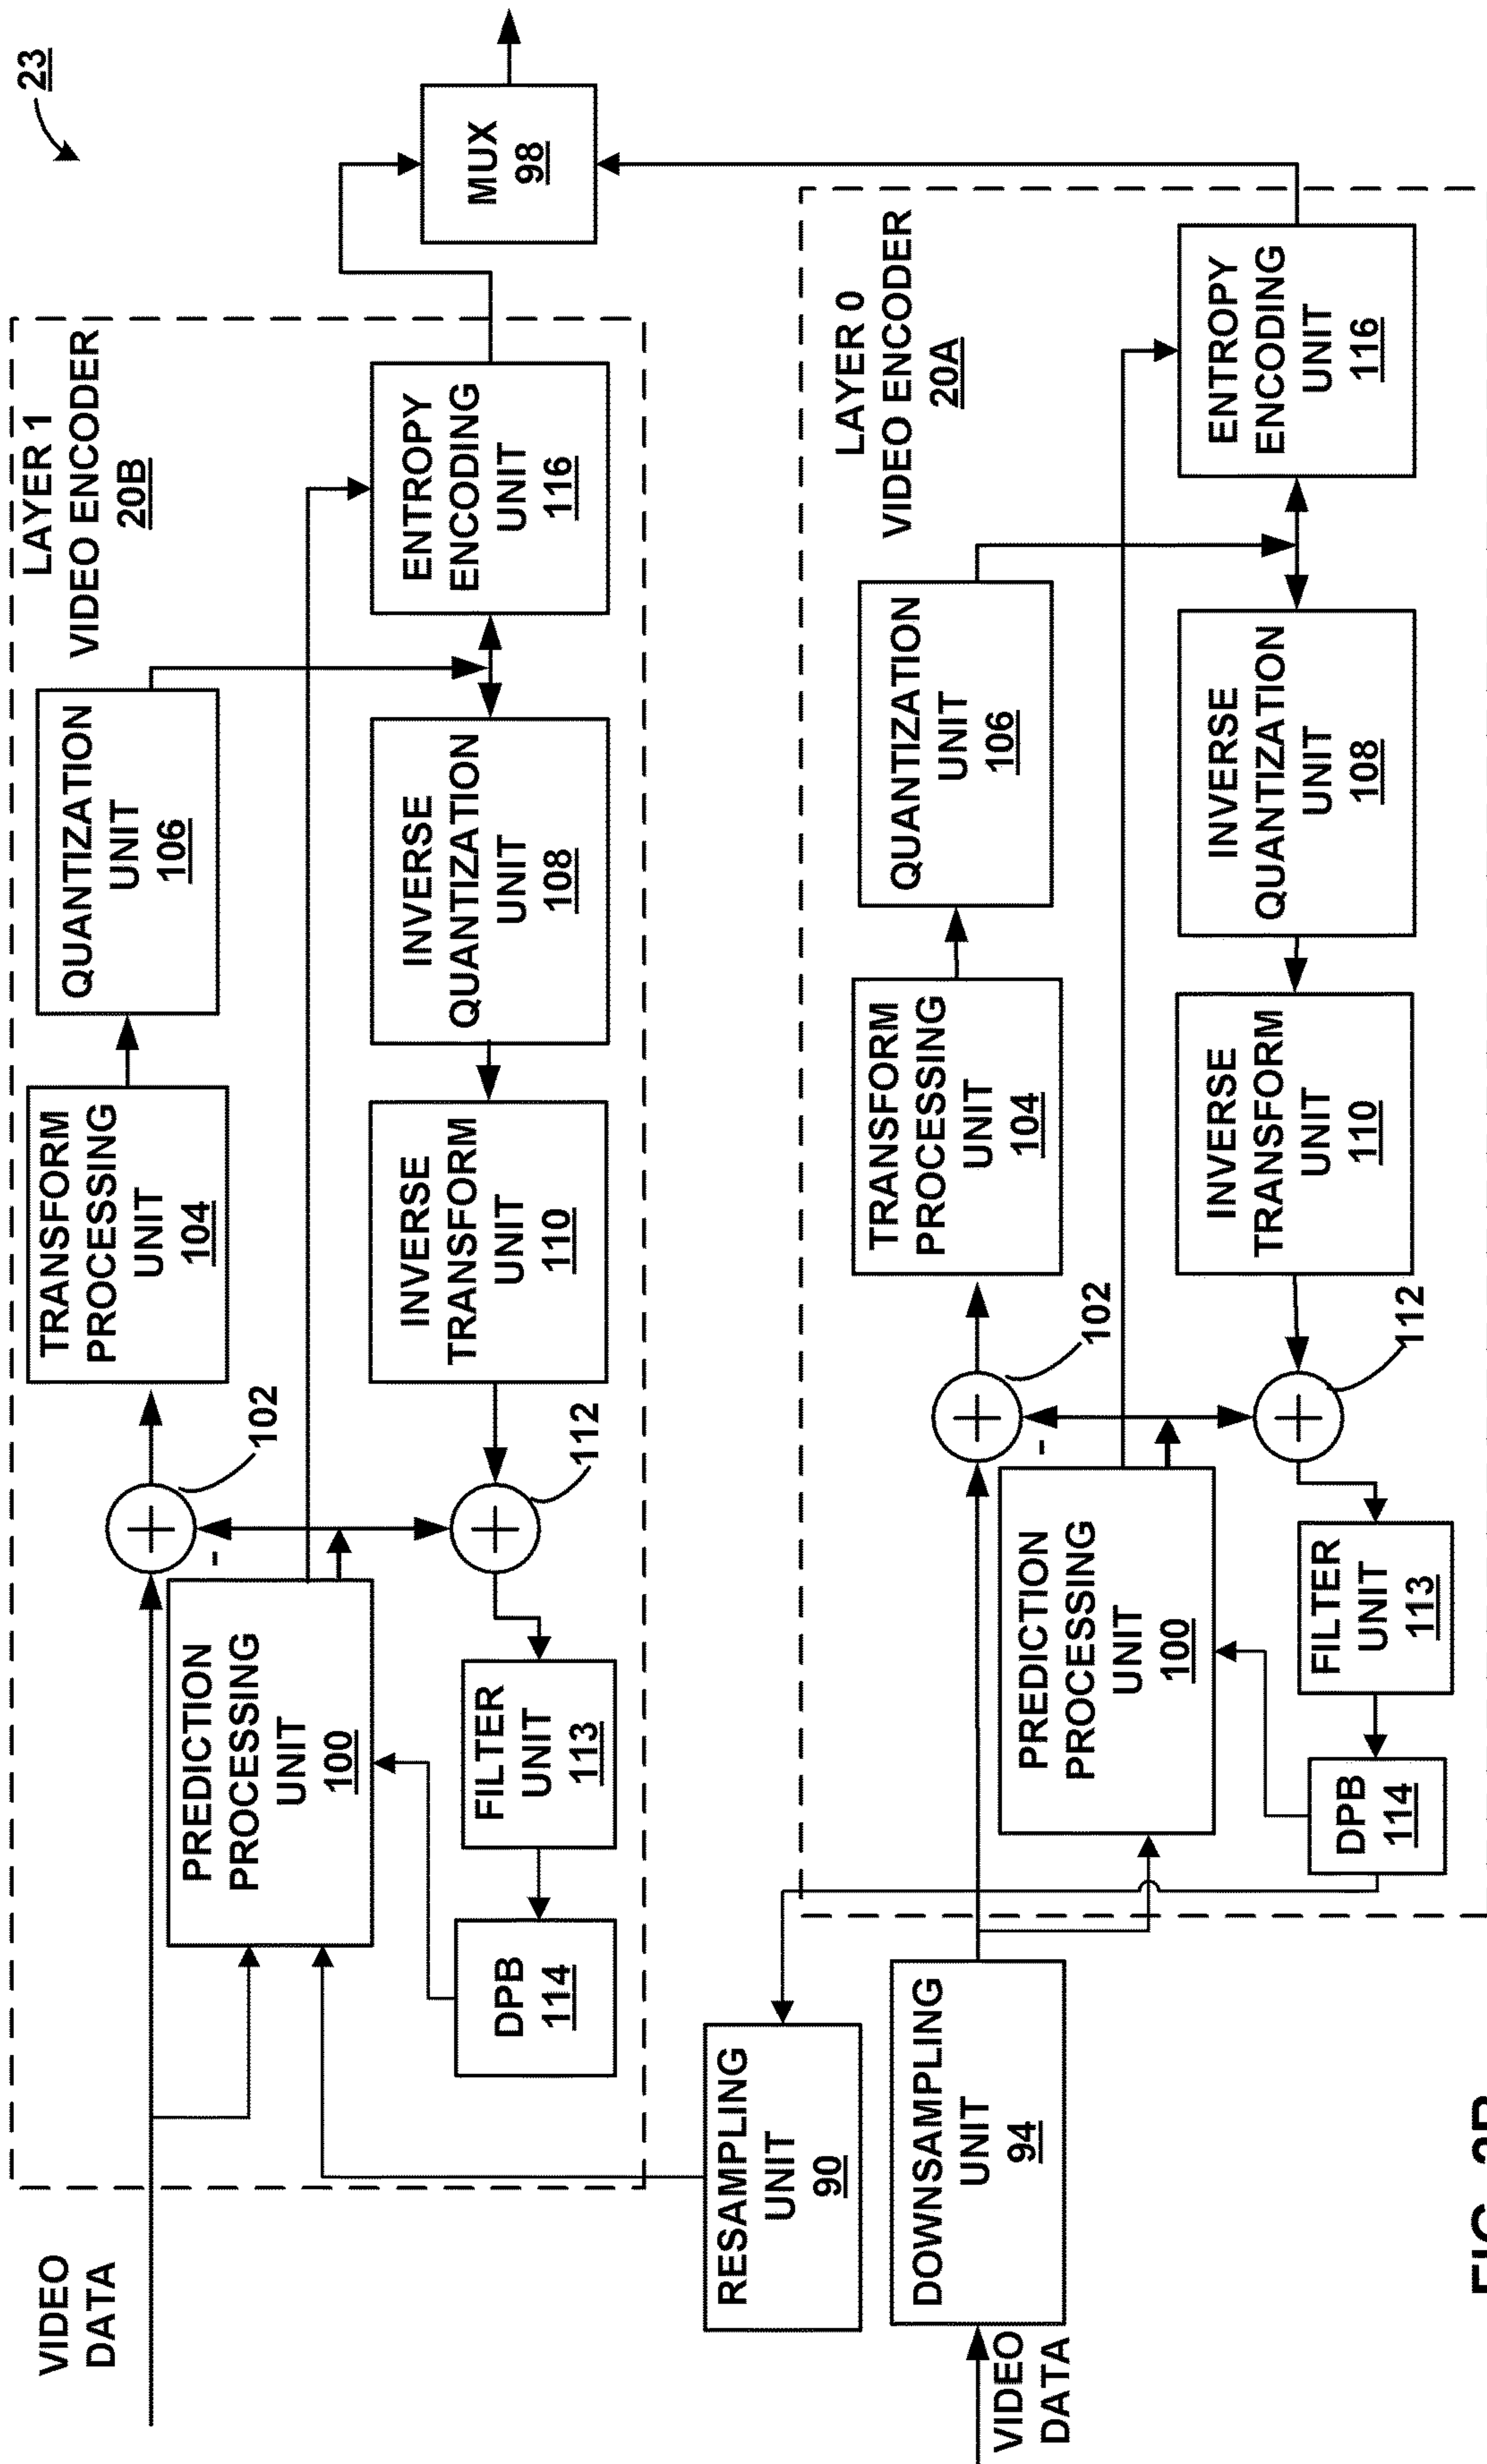 23
LAYER 1
VIDEO ENCODER
20B
VIDEO
DATA
102
-
TRANSFORM
PROCESSING
UNIT
104
QUANTIZATION
UNIT
106
PREDICTION
PROCESSING
UNIT
100
112
INVERSE
TRANSFORM
UNIT
110
INVERSE
QUANTIZATION
UNIT
108
ENTROPY
ENCODING
UNIT
116
MUX
98
DPB
114
FILTER
UNIT
113
RESAMPLING
UNIT
90
LAYER 0
VIDEO ENCODER
20A
VIDEO
DATA
DOWNSAMPLING
UNIT
94
102
-
TRANSFORM
PROCESSING
UNIT
104
QUANTIZATION
UNIT
106
PREDICTION
PROCESSING
UNIT
100
112
INVERSE
TRANSFORM
UNIT
110
INVERSE
QUANTIZATION
UNIT
108
ENTROPY
ENCODING
UNIT
116
DPB
114
FILTER
UNIT
113
FIG